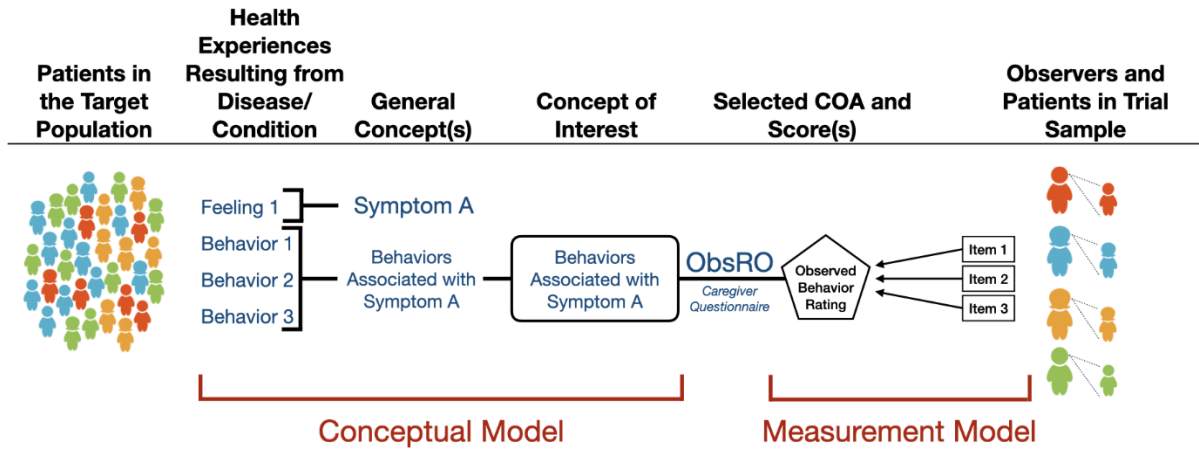 Patients in
the Target
Population
Health
Experiences
Resulting from
Disease/
Condition
General
Concept(s)
Concept of
Interest
Selected COA and
Score(s)
Observers and
Patients in Trial
Sample
Feeling 1
Symptom A
Behavior 1
Behavior 2
Behavior 3
Behaviors
Associated with
Symptom A
Behaviors
Associated with
Symptom A
ObsRO
Caregiver
Questionnaire
Observed
Behavior
Rating
Item 1
Item 2
Item 3
Conceptual Model
Measurement Model